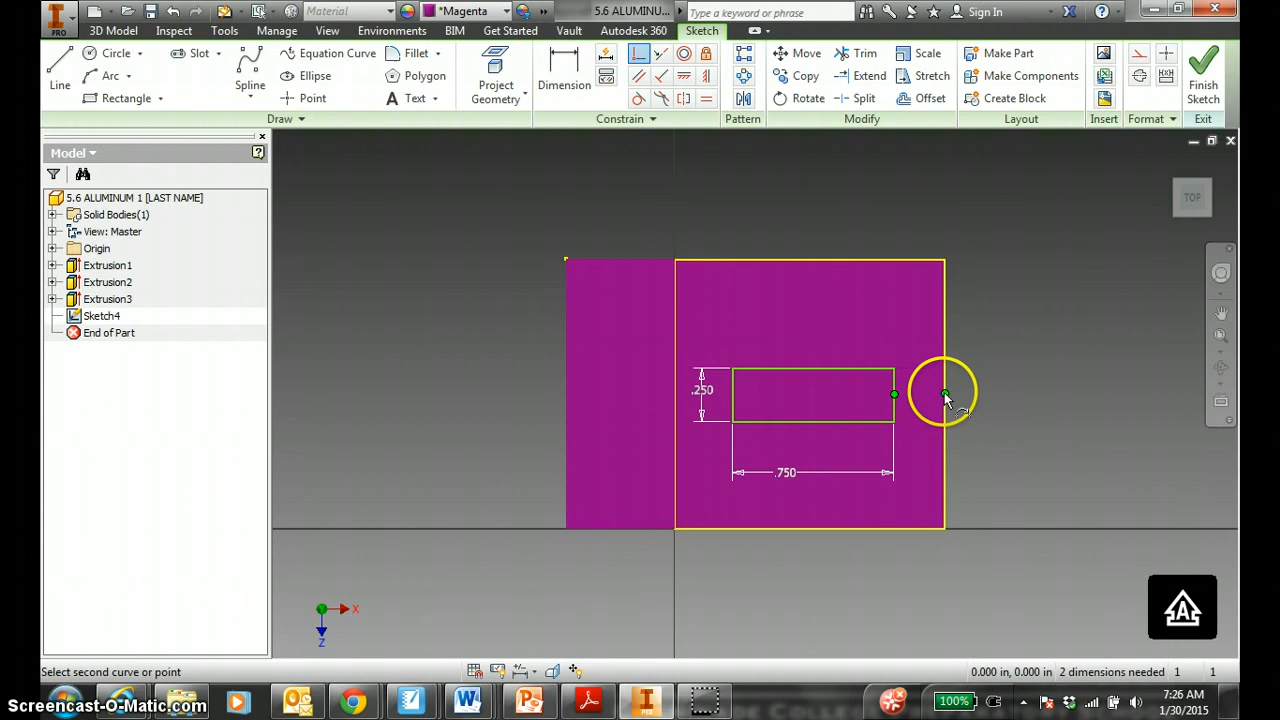 Material
*Magenta
5.6 ALUMINUM...
Type a keyword or phrase
Sign In
PRO
3D Model
Inspect
Tools
Manage
View
Environments
BIM
Get Started
Vault
Autodesk 360
Sketch
Line
Circle
Arc
Rectangle
Slot
Spline
Equation Curve
Ellipse
Point
Fillet
Polygon
Text
Project Geometry
Dimension
Move
Copy
Rotate
Trim
Extend
Split
Scale
Stretch
Offset
Make Part
Make Components
Create Block
Finish Sketch
Draw
Constrain
Pattern
Modify
Layout
Insert
Format
Exit
Model
5.6 ALUMINUM 1 [LAST NAME]
Solid Bodies(1)
View: Master
Origin
Extrusion1
Extrusion2
Extrusion3
Sketch4
End of Part
TOP
.250
.750
X
Z
A
Select second curve or point
0.000 in, 0.000 in
2 dimensions needed
1
1
100%
7:26 AM
1/30/2015
Screencast-O-Matic.com